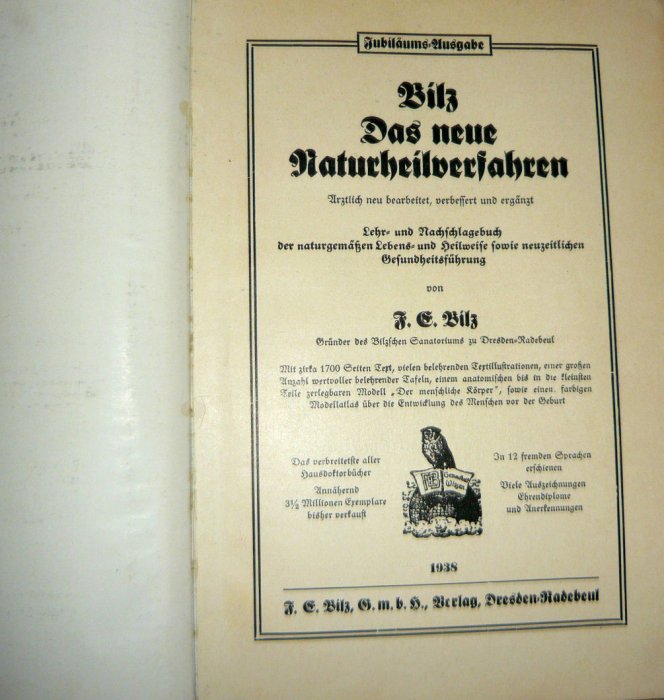 Jubiläums-Ausgabe
Bilz
Das neue
Naturheilverfahren
Ärztlich neu bearbeitet, verbessert und ergänzt
Lehr- und Nachschlagebuch
der naturgemäßen Lebens- und Heilweise sowie neuzeitlichen
Gesundheitsführung
von
F. E. Bilz
Gründer des Bilzschen Sanatoriums zu Dresden-Radebeul
Mit zirka 1700 Seiten Text, vielen belehrenden Textillustrationen, einer großen
Anzahl wertvoller belehrender Tafeln, einem anatomischen bis in die kleinsten
Teile zerlegbaren Modell „Der menschliche Körper", sowie einen farbigen
Modellatlas über die Entwicklung des Menschen vor der Geburt
Das verbreitetste aller
Hausdoktorbücher
Annähernd
3½ Millionen Exemplare
bisher verkauft
In 12 fremden Sprachen
erschienen
Viele Auszeichnungen
Ehrendiplome
und Anerkennungen
1938
F. E. Bilz, G. m. b. H., Verlag, Dresden-Radebeul